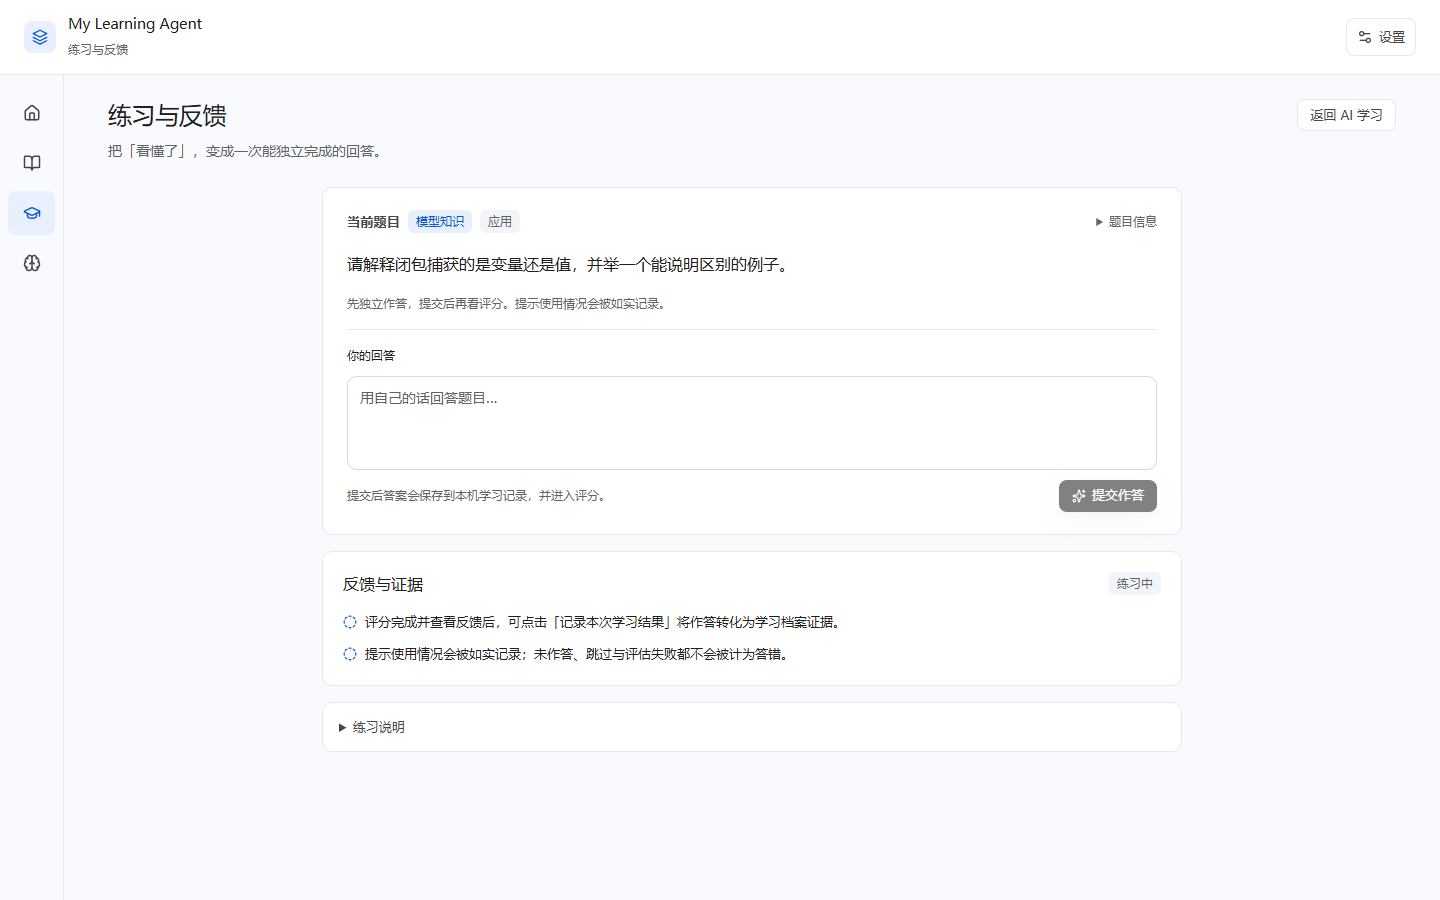 My Learning Agent
练习与反馈
设置
练习与反馈
返回 AI 学习
把「看懂了」，变成一次能独立完成的回答。
当前题目 模型知识 应用
题目信息
请解释闭包捕获的是变量还是值，并举一个能说明区别的例子。
先独立作答，提交后再看评分。提示使用情况会被如实记录。
你的回答
用自己的话回答题目...
提交后答案会保存到本机学习记录，并进入评分。
提交作答
反馈与证据
练习中
评分完成并查看反馈后，可点击「记录本次学习结果」将作答转化为学习档案证据。
提示使用情况会被如实记录；未作答、跳过与评估失败都不会被计为答错。
练习说明